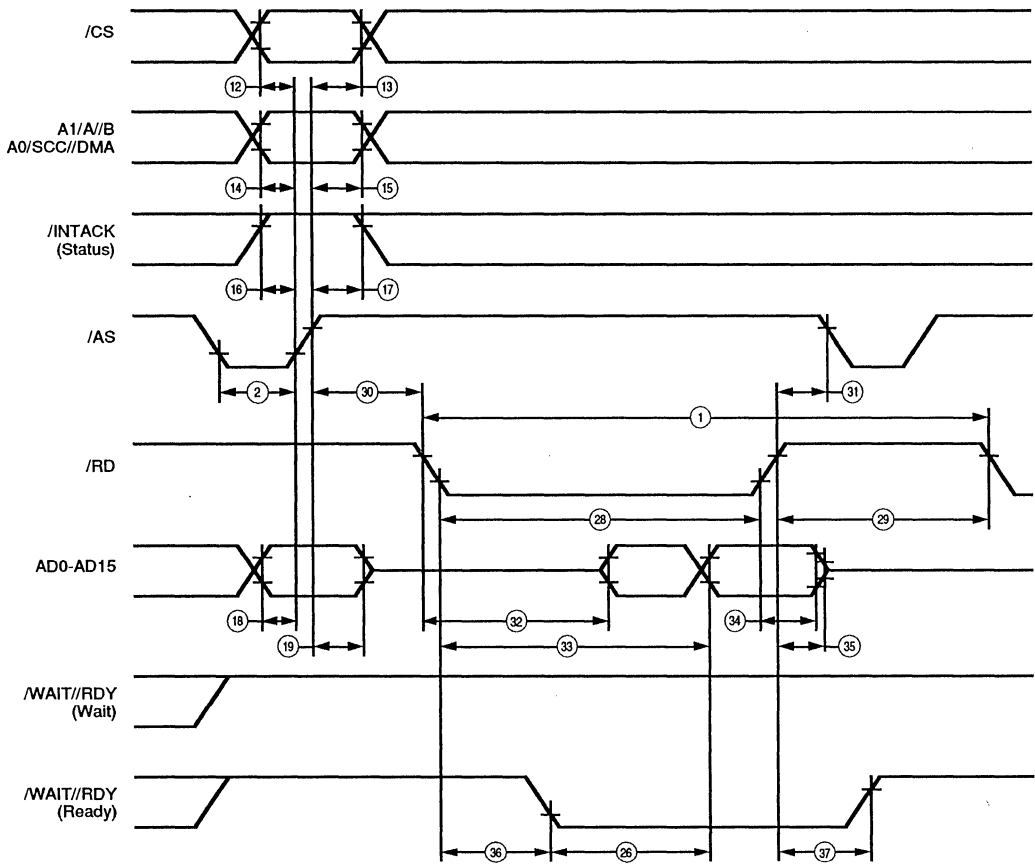 /CS
12
13
A1/A//B
A0/SCC//DMA
14
15
/INTACK
(Status)
16
17
/AS
2
30
31
1
/RD
28
29
AD0-AD15
18
32
34
19
33
35
/WAIT//RDY
(Wait)
/WAIT//RDY
(Ready)
36
26
37